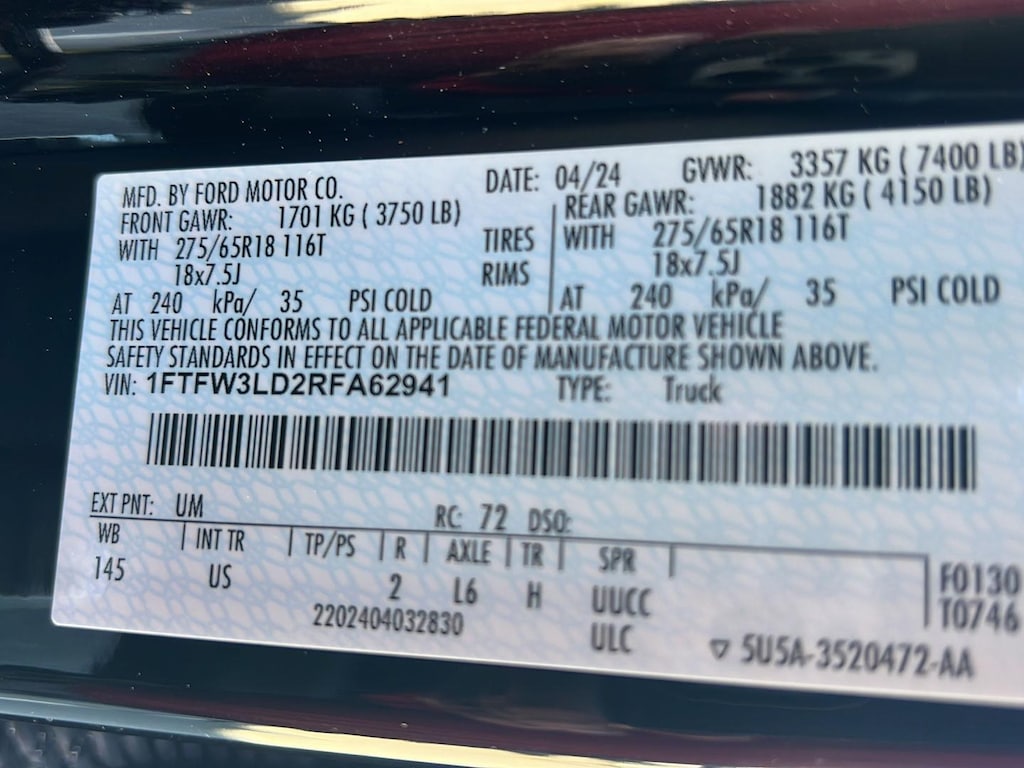 MFD. BY FORD MOTOR CO. DATE: 04/24 GVWR: 3357 KG ( 7400 LB)
FRONT GAWR: 1701 KG ( 3750 LB) REAR GAWR: 1882 KG ( 4150 LB)
WITH 275/65R18 116T TIRES WITH 275/65R18 116T
18x7.5J RIMS 18x7.5J
AT 240 kPa/ 35 PSI COLD AT 240 kPa/ 35 PSI COLD
THIS VEHICLE CONFORMS TO ALL APPLICABLE FEDERAL MOTOR VEHICLE
SAFETY STANDARDS IN EFFECT ON THE DATE OF MANUFACTURE SHOWN ABOVE.
VIN: 1FTFW3LD2RFA62941 TYPE: Truck
EXT PNT: UM RC: 72 DSO:
WB INT TR TP/PS R AXLE TR SPR
145 US 2 L6 H UUCC F0130
2202404032830 ULC T0746
5U5A-3520472-AA